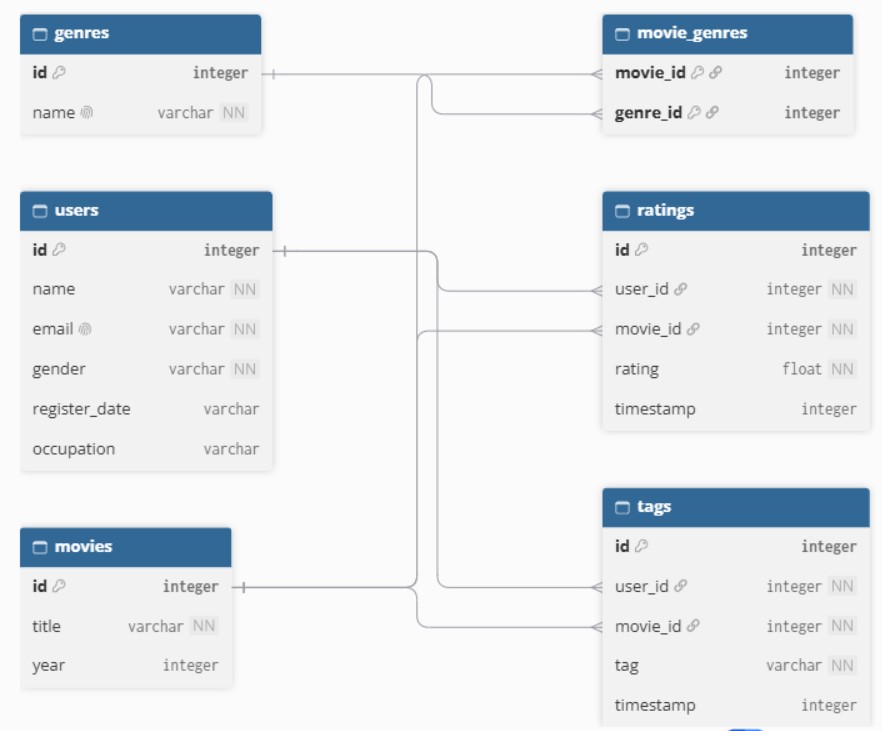 genres
id integer
name varchar NN
movie_genres
movie_id integer
genre_id integer
users
id integer
name varchar NN
email varchar NN
gender varchar NN
register_date varchar
occupation varchar
ratings
id integer
user_id integer NN
movie_id integer NN
rating float NN
timestamp integer
movies
id integer
title varchar NN
year integer
tags
id integer
user_id integer NN
movie_id integer NN
tag varchar NN
timestamp integer